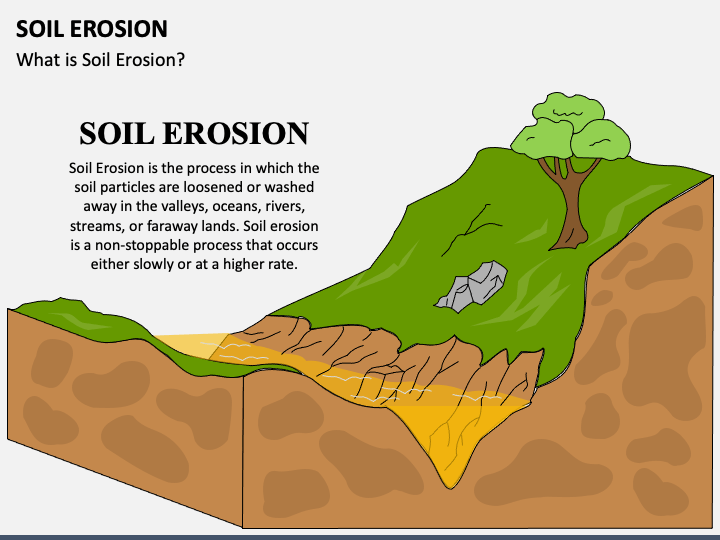 SOIL EROSION
What is Soil Erosion?
SOIL EROSION
Soil Erosion is the process in which the
soil particles are loosened or washed
away in the valleys, oceans, rivers,
streams, or faraway lands. Soil erosion
is a non-stoppable process that occurs
either slowly or at a higher rate.